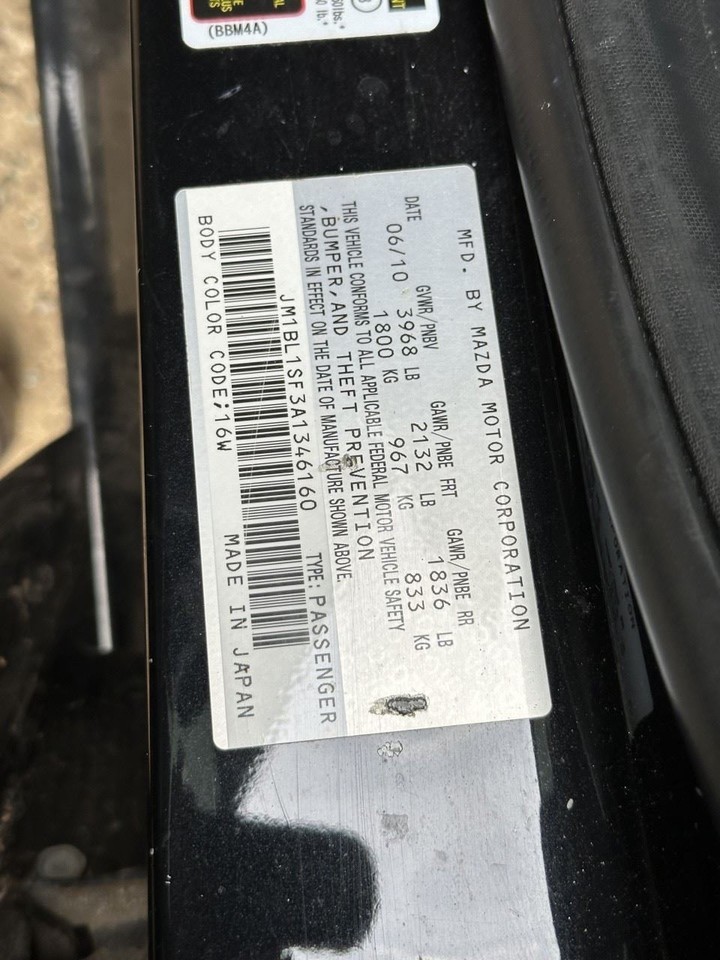 (BBM4A)
MFD. BY MAZDA MOTOR CORPORATION
DATE GVWR/PNBV GAWR/PNBE FRT GAWR/PNBE RR
06/10 3968 LB 2132 LB 1836 LB
1800 KG 967 KG 833 KG
THIS VEHICLE CONFORMS TO ALL APPLICABLE FEDERAL MOTOR VEHICLE SAFETY
, BUMPER, AND THEFT PREVENTION
STANDARDS IN EFFECT ON THE DATE OF MANUFACTURE SHOWN ABOVE.
JM1BL1SF3A1346160 TYPE: PASSENGER
BODY COLOR CODE;16W MADE IN JAPAN